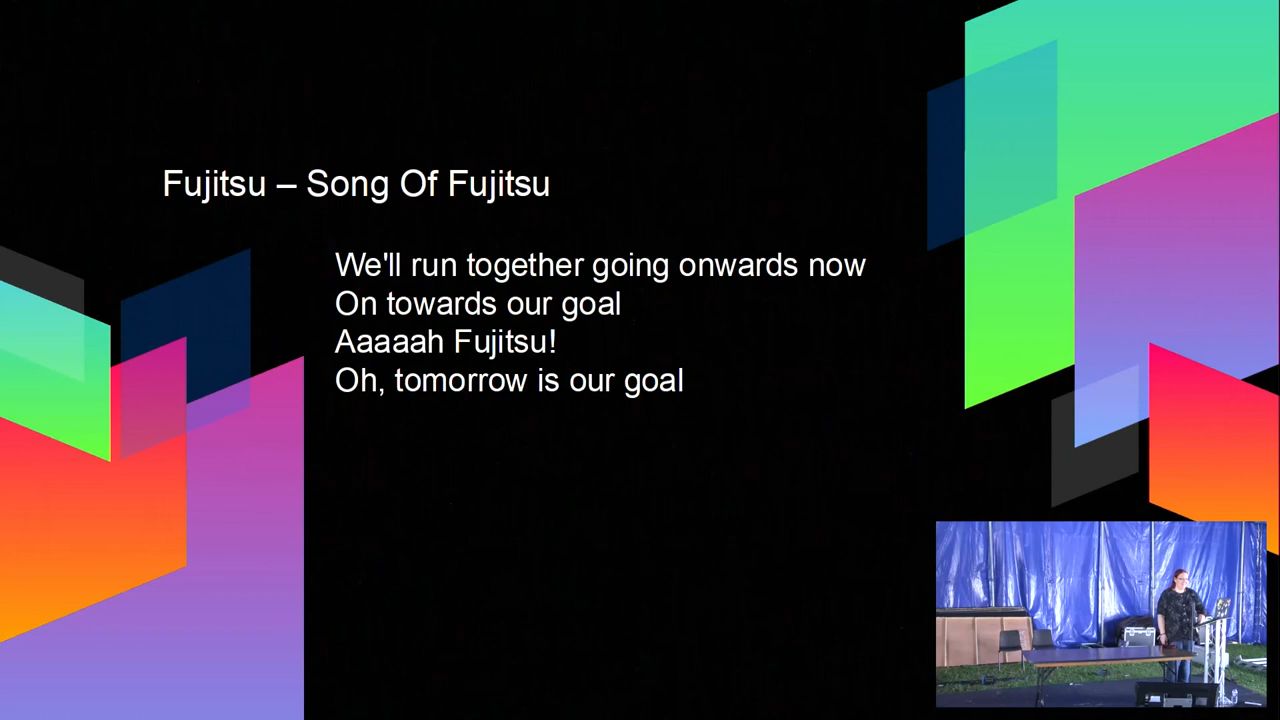 Fujitsu – Song Of Fujitsu
We'll run together going onwards now
On towards our goal
Aaaaah Fujitsu!
Oh, tomorrow is our goal